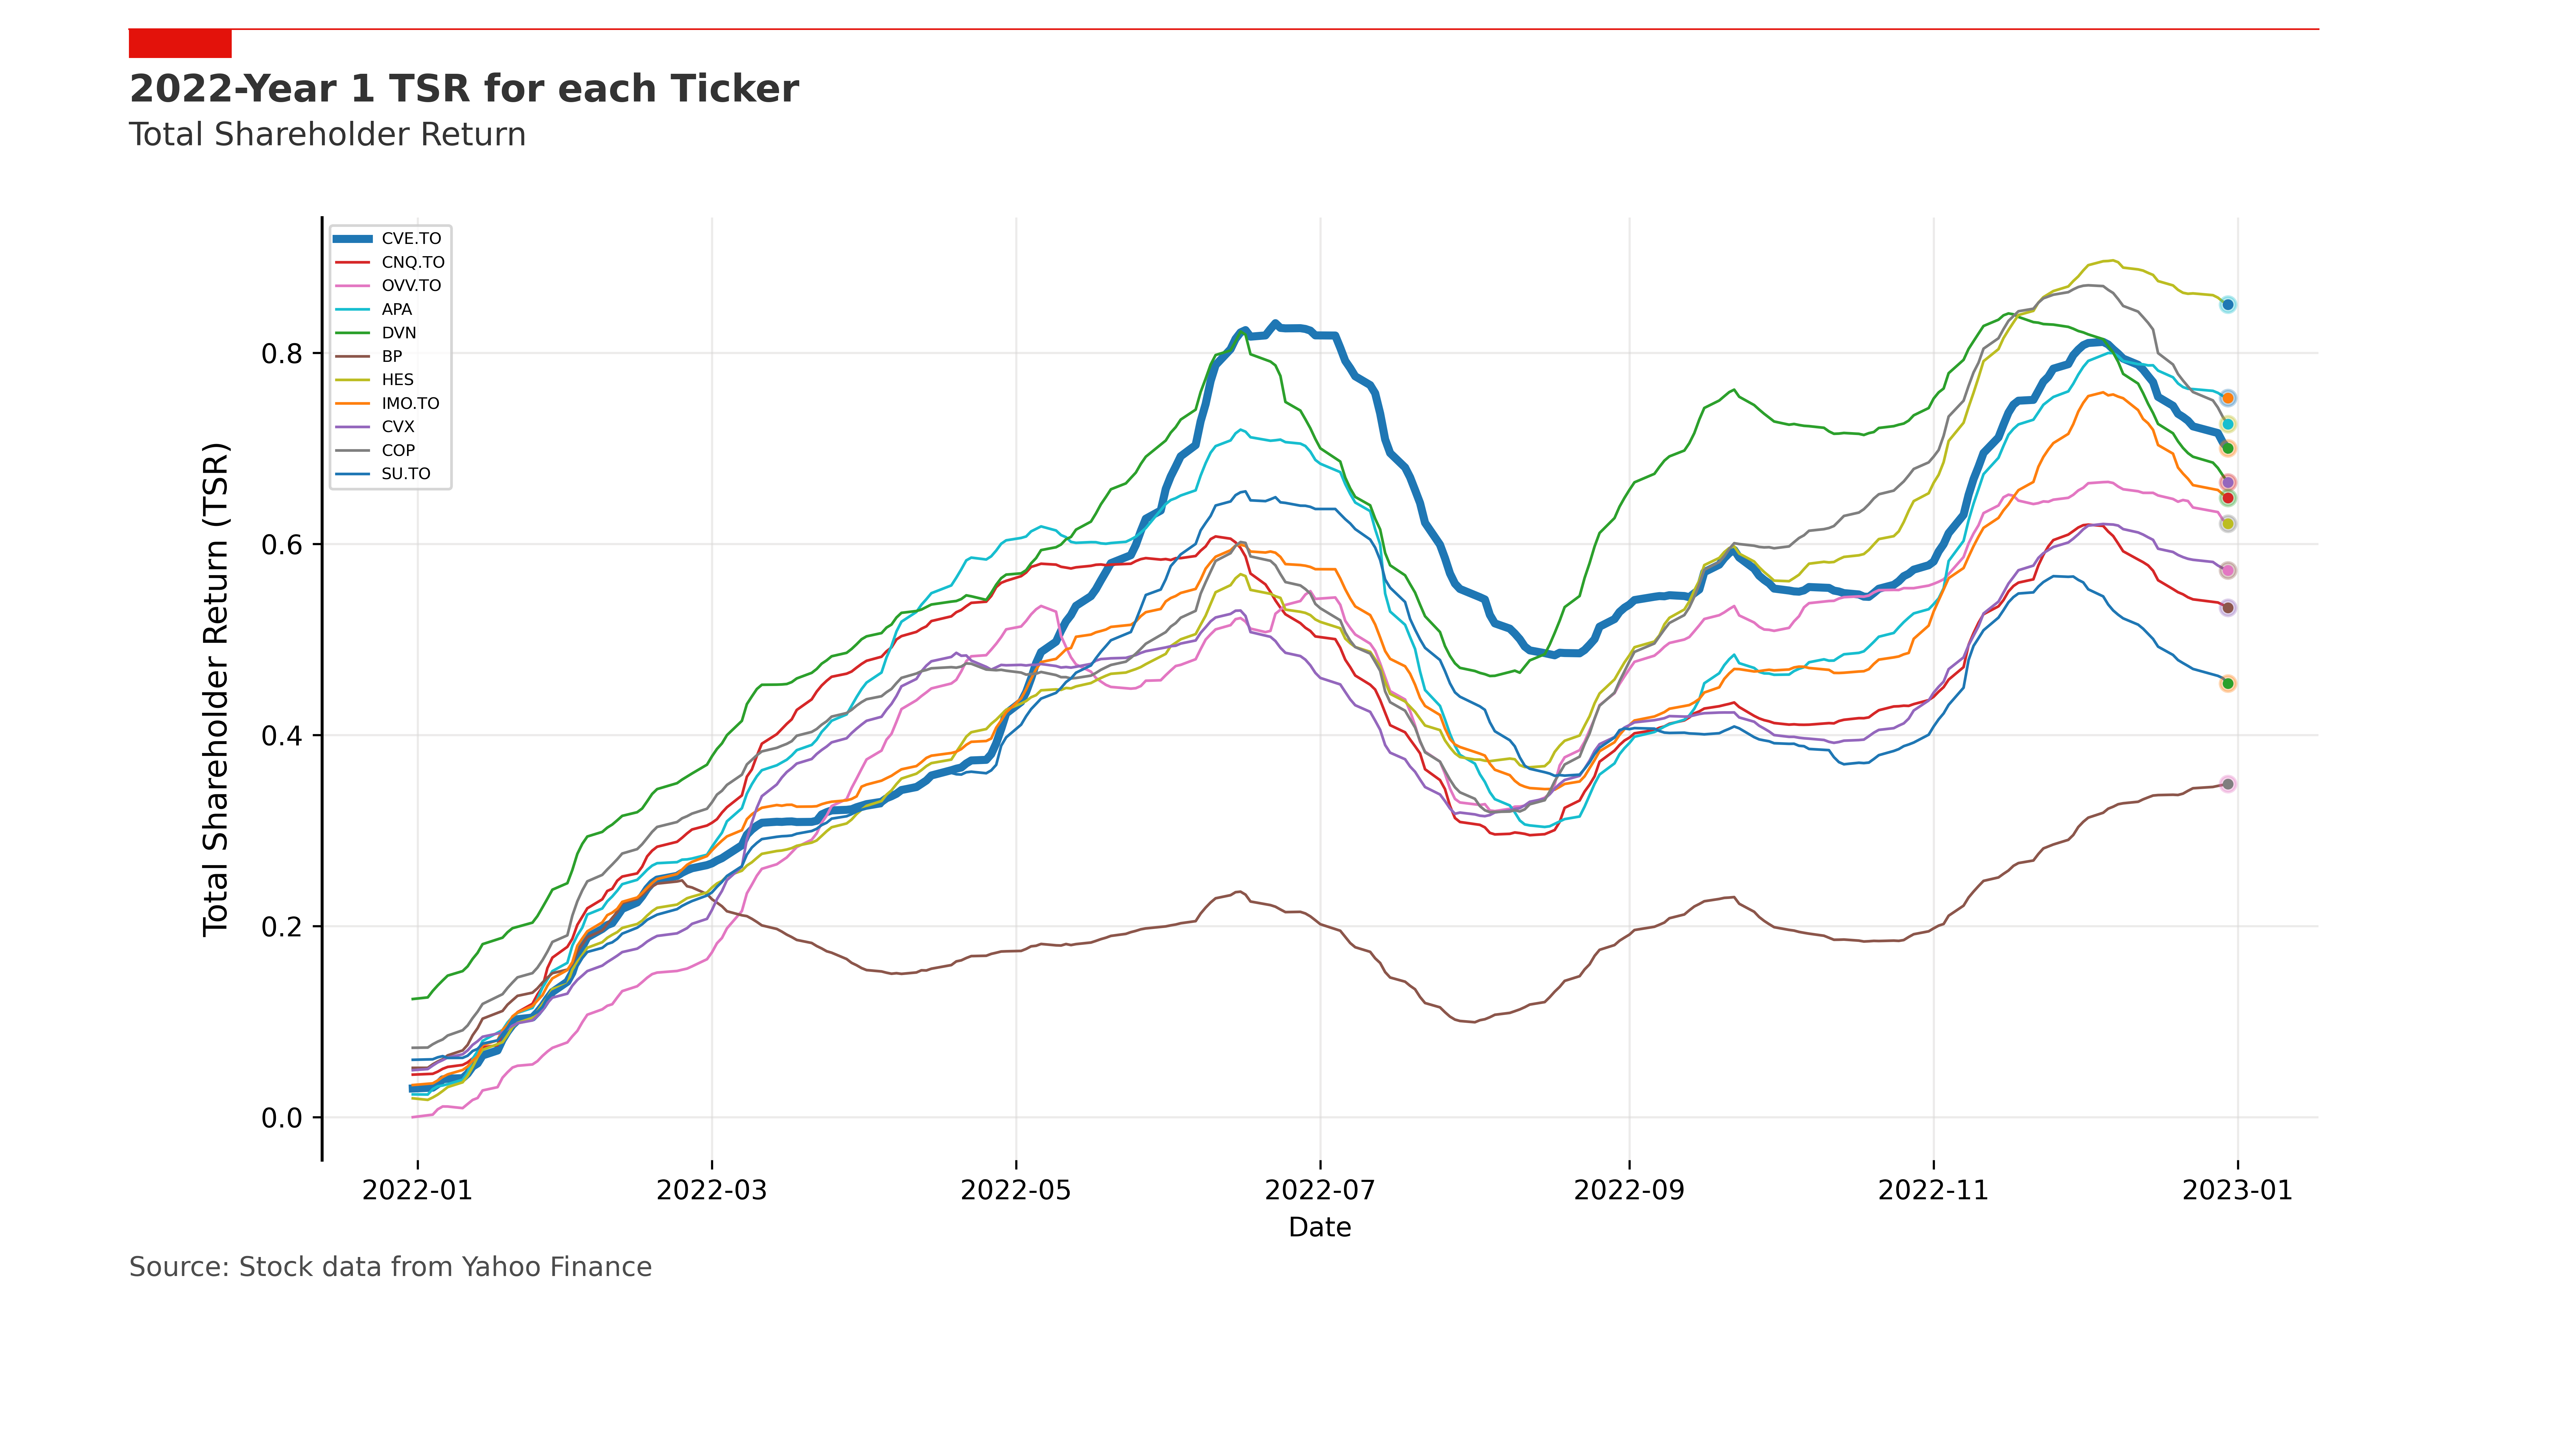 2022-Year 1 TSR for each Ticker
Total Shareholder Return
CVE.TO
CNQ.TO
OVV.TO
APA
DVN
BP
HES
IMO.TO
CVX
COP
SU.TO
Total Shareholder Return (TSR)
0.8
0.6
0.4
0.2
0.0
2022-01 2022-03 2022-05 2022-07 2022-09 2022-11 2023-01
Date
Source: Stock data from Yahoo Finance